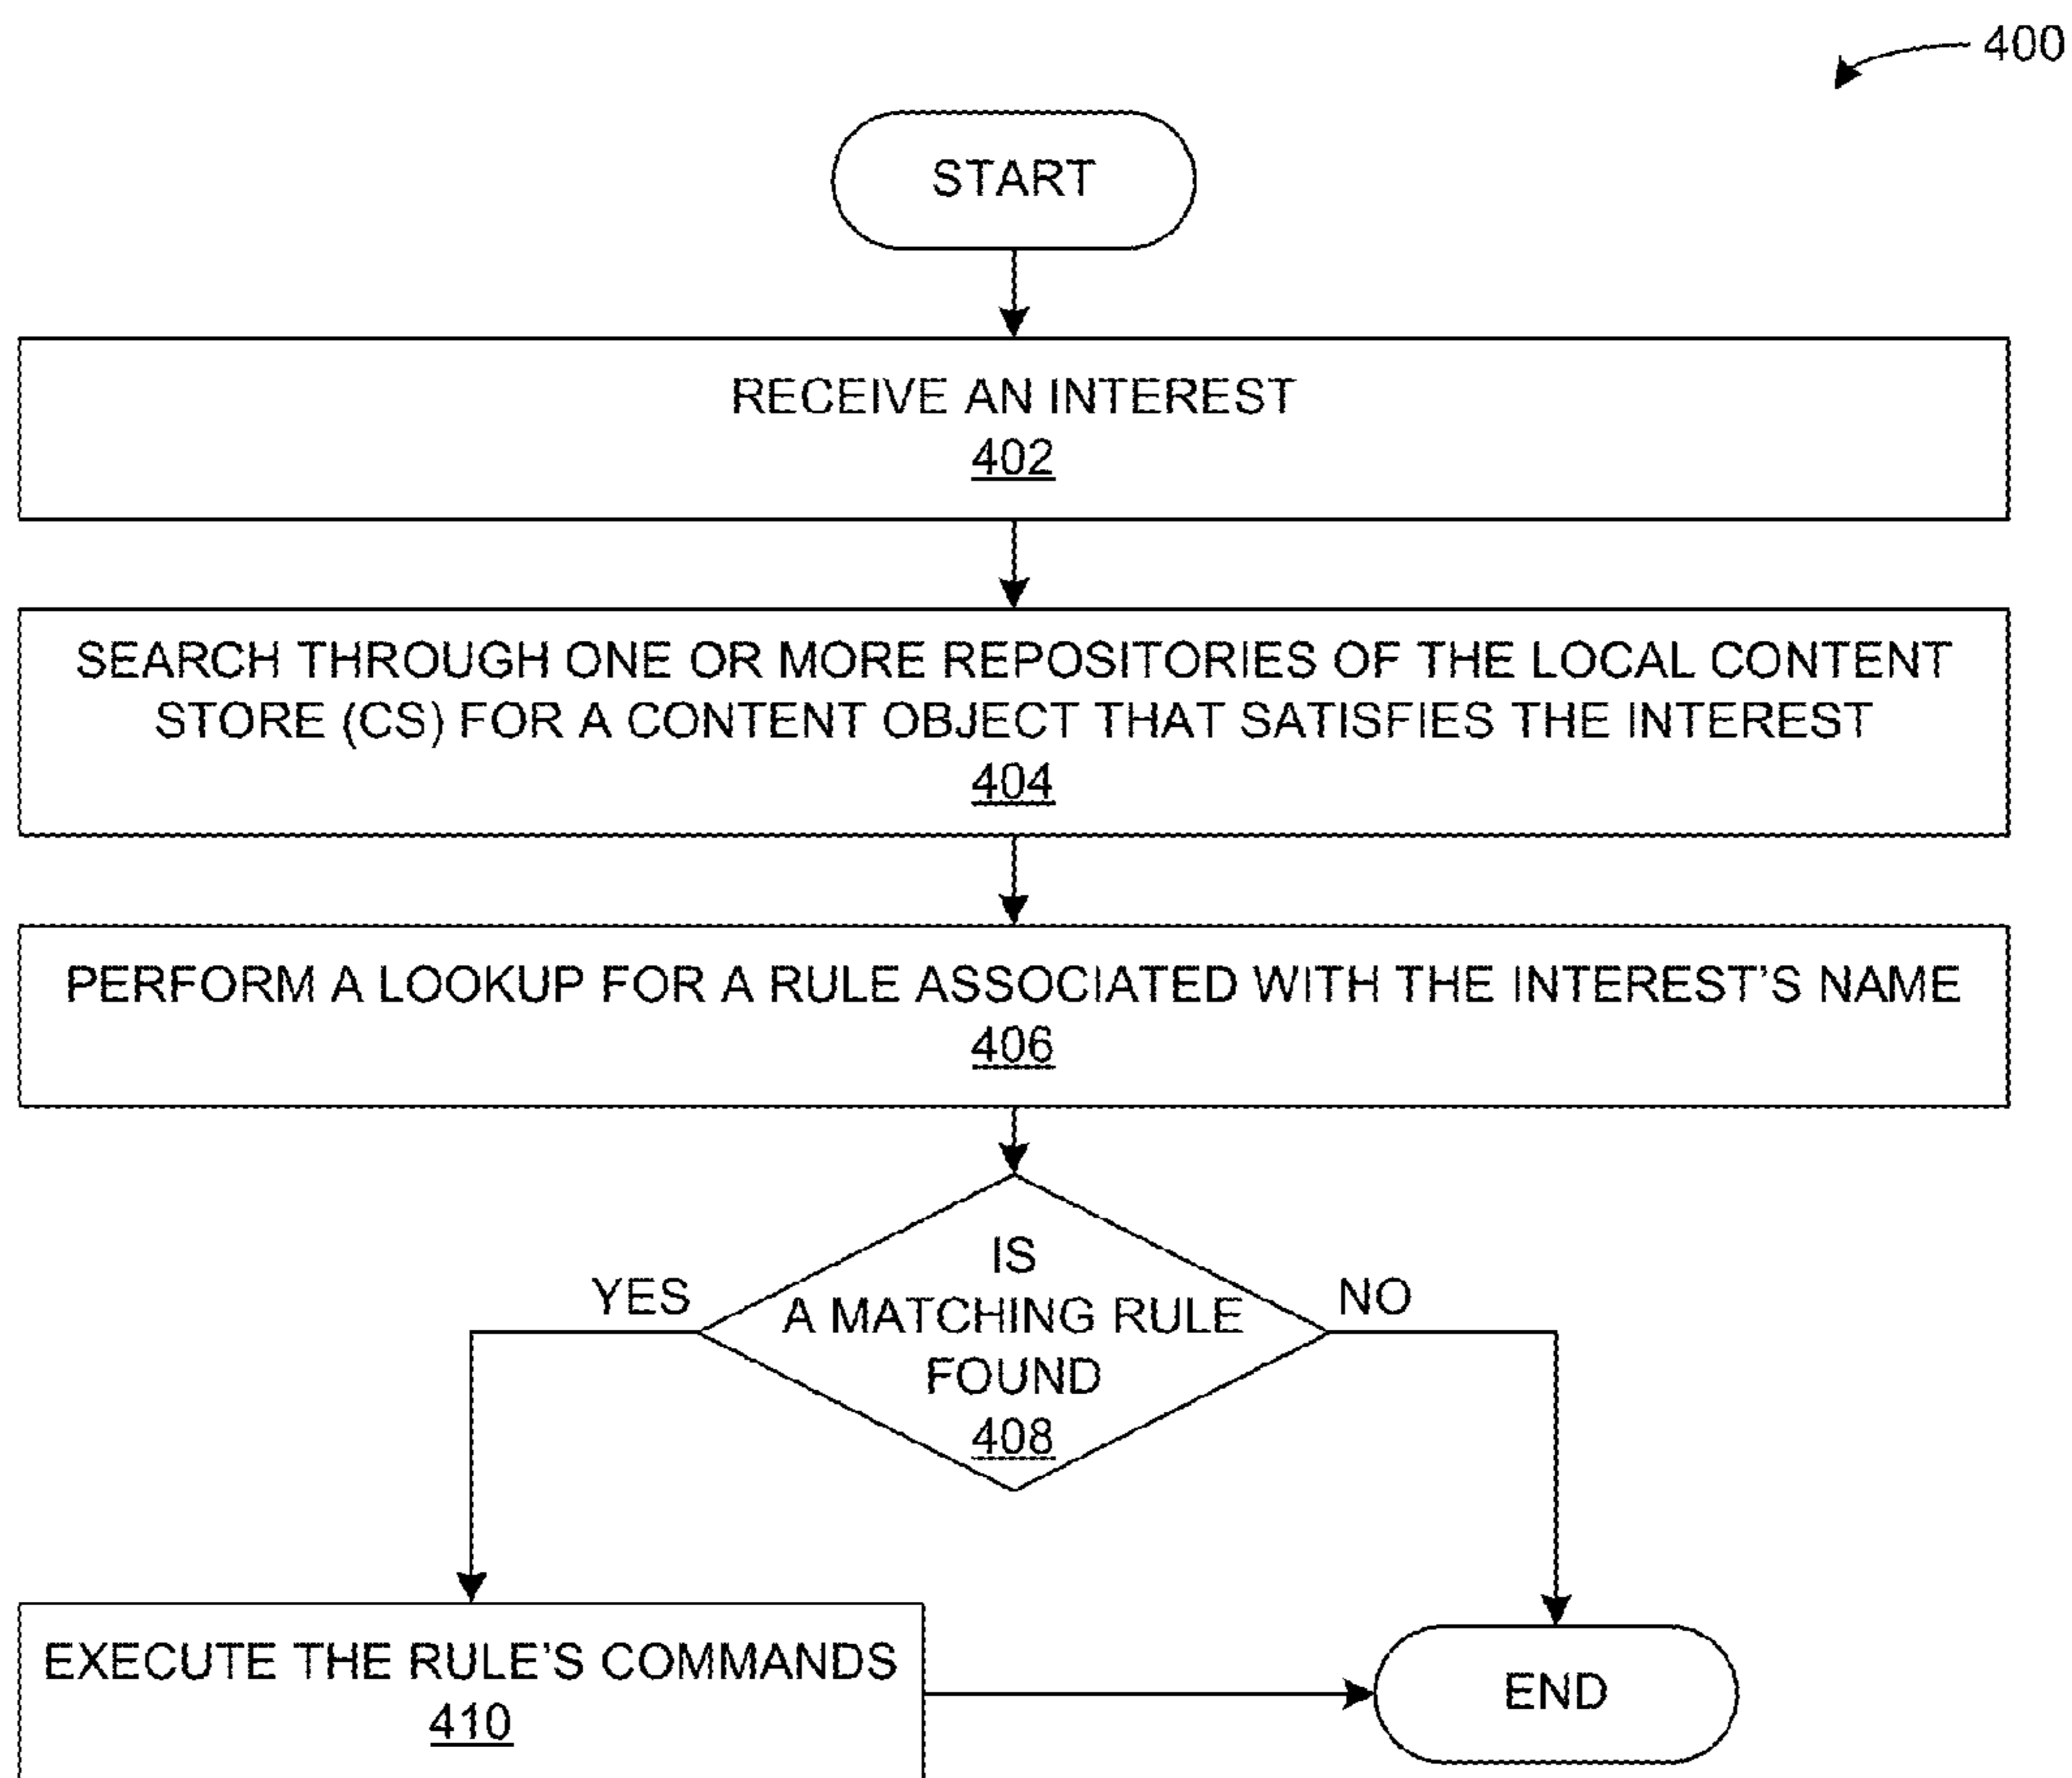 400
START
RECEIVE AN INTEREST
402
SEARCH THROUGH ONE OR MORE REPOSITORIES OF THE LOCAL CONTENT
STORE (CS) FOR A CONTENT OBJECT THAT SATISFIES THE INTEREST
404
PERFORM A LOOKUP FOR A RULE ASSOCIATED WITH THE INTEREST'S NAME
406
IS
A MATCHING RULE
FOUND
408
YES
NO
EXECUTE THE RULE'S COMMANDS
410
END